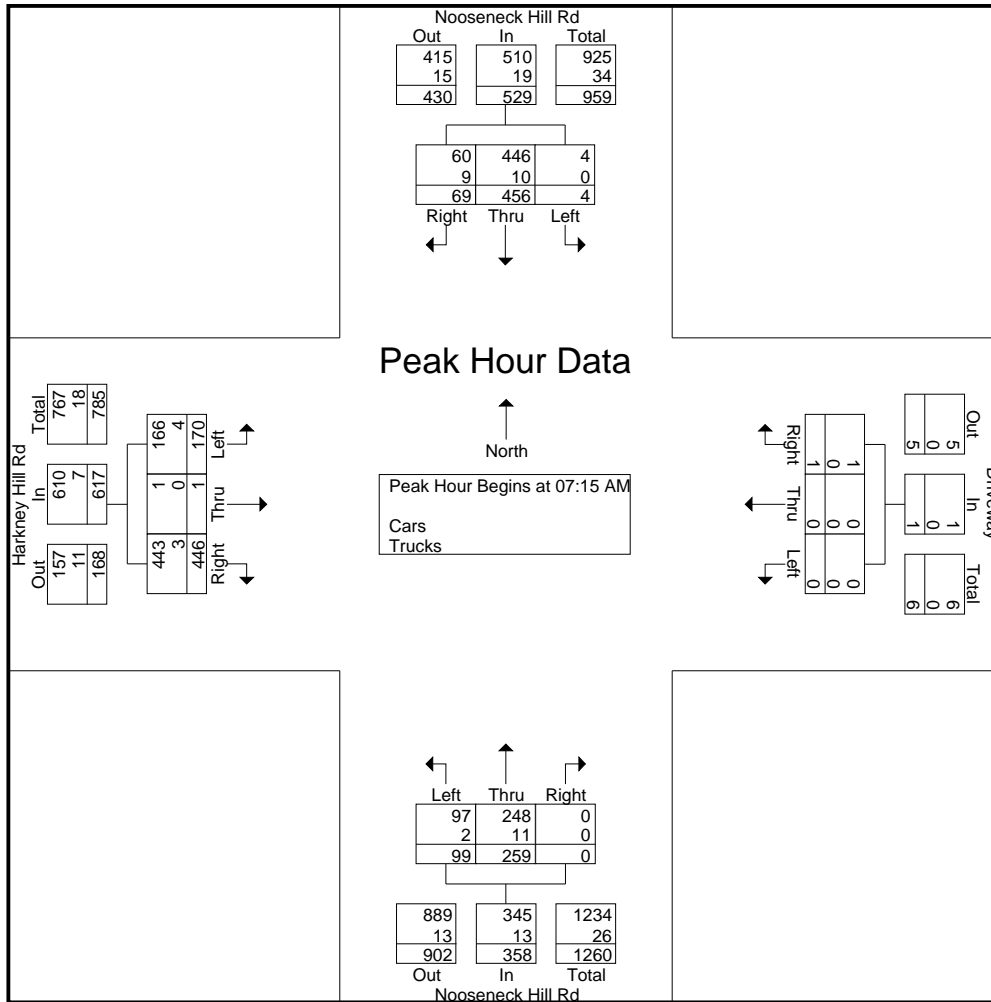 Nooseneck Hill Rd
Out In Total
415 510 925
15 19 34
430 529 959
60 446 4
9 10 0
69 456 4
Right Thru Left
Peak Hour Data
North
Peak Hour Begins at 07:15 AM
Cars
Trucks
Harkney Hill Rd
Out In Total
157 610 767
11 7 18
168 617 785
443 1 166
3 0 4
446 1 170
Right Thru Left
Driveway
Out In Total
5 1 6
0 0 0
5 1 6
1 0 0
0 0 0
1 0 0
Right Thru Left
Left Thru Right
97 248 0
2 11 0
99 259 0
889 345 1234
13 13 26
902 358 1260
Out In Total
Nooseneck Hill Rd